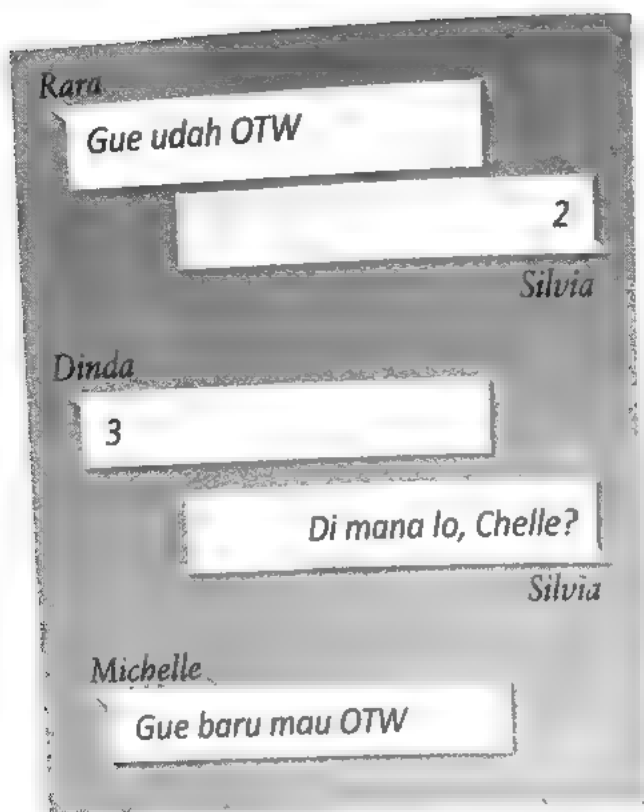 Rara
Gue udah OTW
2
Silvia
Dinda
3
Di mana lo, Chelle?
Silvia
Michelle
Gue baru mau OTW